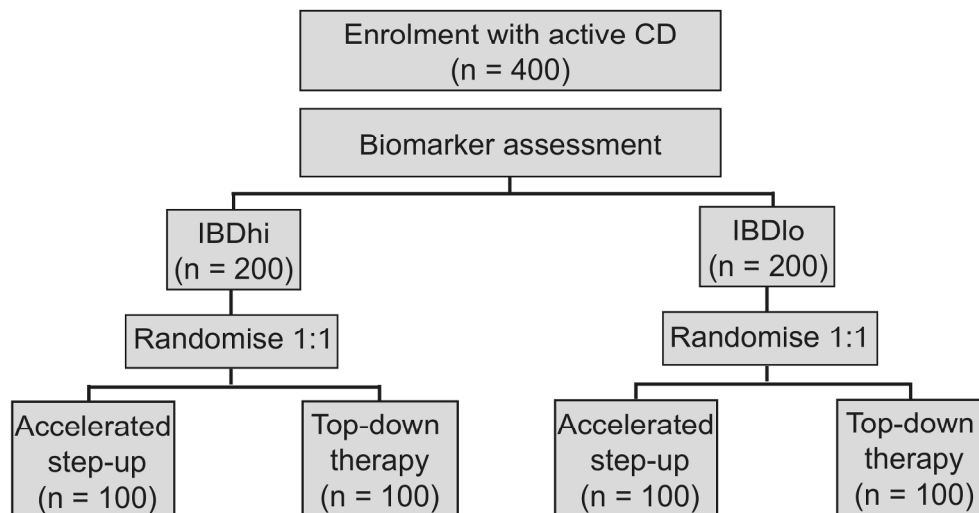 Enrolment with active CD
(n = 400)
Biomarker assessment
IBDhi
(n = 200)
IBDlo
(n = 200)
Randomise 1:1
Randomise 1:1
Accelerated
step-up
(n = 100)
Top-down
therapy
(n = 100)
Accelerated
step-up
(n = 100)
Top-down
therapy
(n = 100)